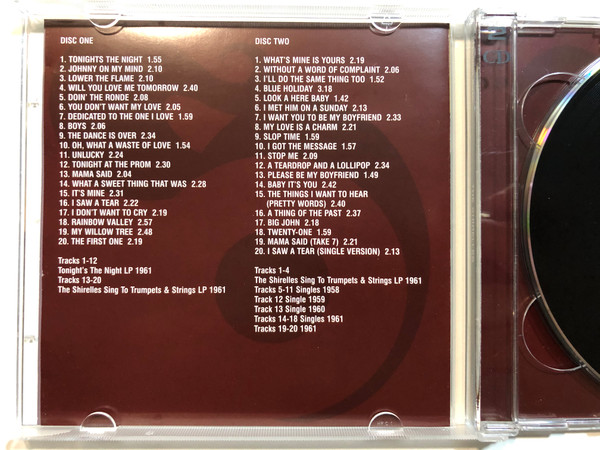 DISC ONE
1. TONIGHTS THE NIGHT 1.55
2. JOHNNY ON MY MIND 2.10
3. LOWER THE FLAME 2.10
4. WILL YOU LOVE ME TOMORROW 2.40
5. DOIN' THE RONDE 2.08
6. YOU DON'T WANT MY LOVE 2.05
7. DEDICATED TO THE ONE I LOVE 1.59
8. BOYS 2.06
9. THE DANCE IS OVER 2.34
10. OH, WHAT A WASTE OF LOVE 1.54
11. UNLUCKY 2.24
12. TONIGHT AT THE PROM 2.30
13. MAMA SAID 2.04
14. WHAT A SWEET THING THAT WAS 2.28
15. IT'S MINE 2.31
16. I SAW A TEAR 2.22
17. I DON'T WANT TO CRY 2.19
18. RAINBOW VALLEY 2.57
19. MY WILLOW TREE 2.48
20. THE FIRST ONE 2.19
Tracks 1-12
Tonight's The Night LP 1961
Tracks 13-20
The Shirelles Sing To Trumpets & Strings LP 1961
DISC TWO
1. WHAT'S MINE IS YOURS 2.19
2. WITHOUT A WORD OF COMPLAINT 2.06
3. I'LL DO THE SAME THING TOO 1.52
4. BLUE HOLIDAY 3.18
5. LOOK A HERE BABY 1.42
6. I MET HIM ON A SUNDAY 2.13
7. I WANT YOU TO BE MY BOYFRIEND 2.33
8. MY LOVE IS A CHARM 2.21
9. SLOP TIME 1.59
10. I GOT THE MESSAGE 1.57
11. STOP ME 2.09
12. A TEARDROP AND A LOLLIPOP 2.34
13. PLEASE BE MY BOYFRIEND 1.49
14. BABY IT'S YOU 2.42
15. THE THINGS I WANT TO HEAR
(PRETTY WORDS) 2.40
16. A THING OF THE PAST 2.37
17. BIG JOHN 2.18
18. TWENTY-ONE 1.59
19. MAMA SAID (TAKE 7) 2.21
20. I SAW A TEAR (SINGLE VERSION) 2.13
Tracks 1-4
The Shirelles Sing To Trumpets & Strings LP 1961
Tracks 5-11 Singles 1958
Track 12 Single 1959
Track 13 Single 1960
Tracks 14-18 Singles 1961
Tracks 19-20 1961
2
CD